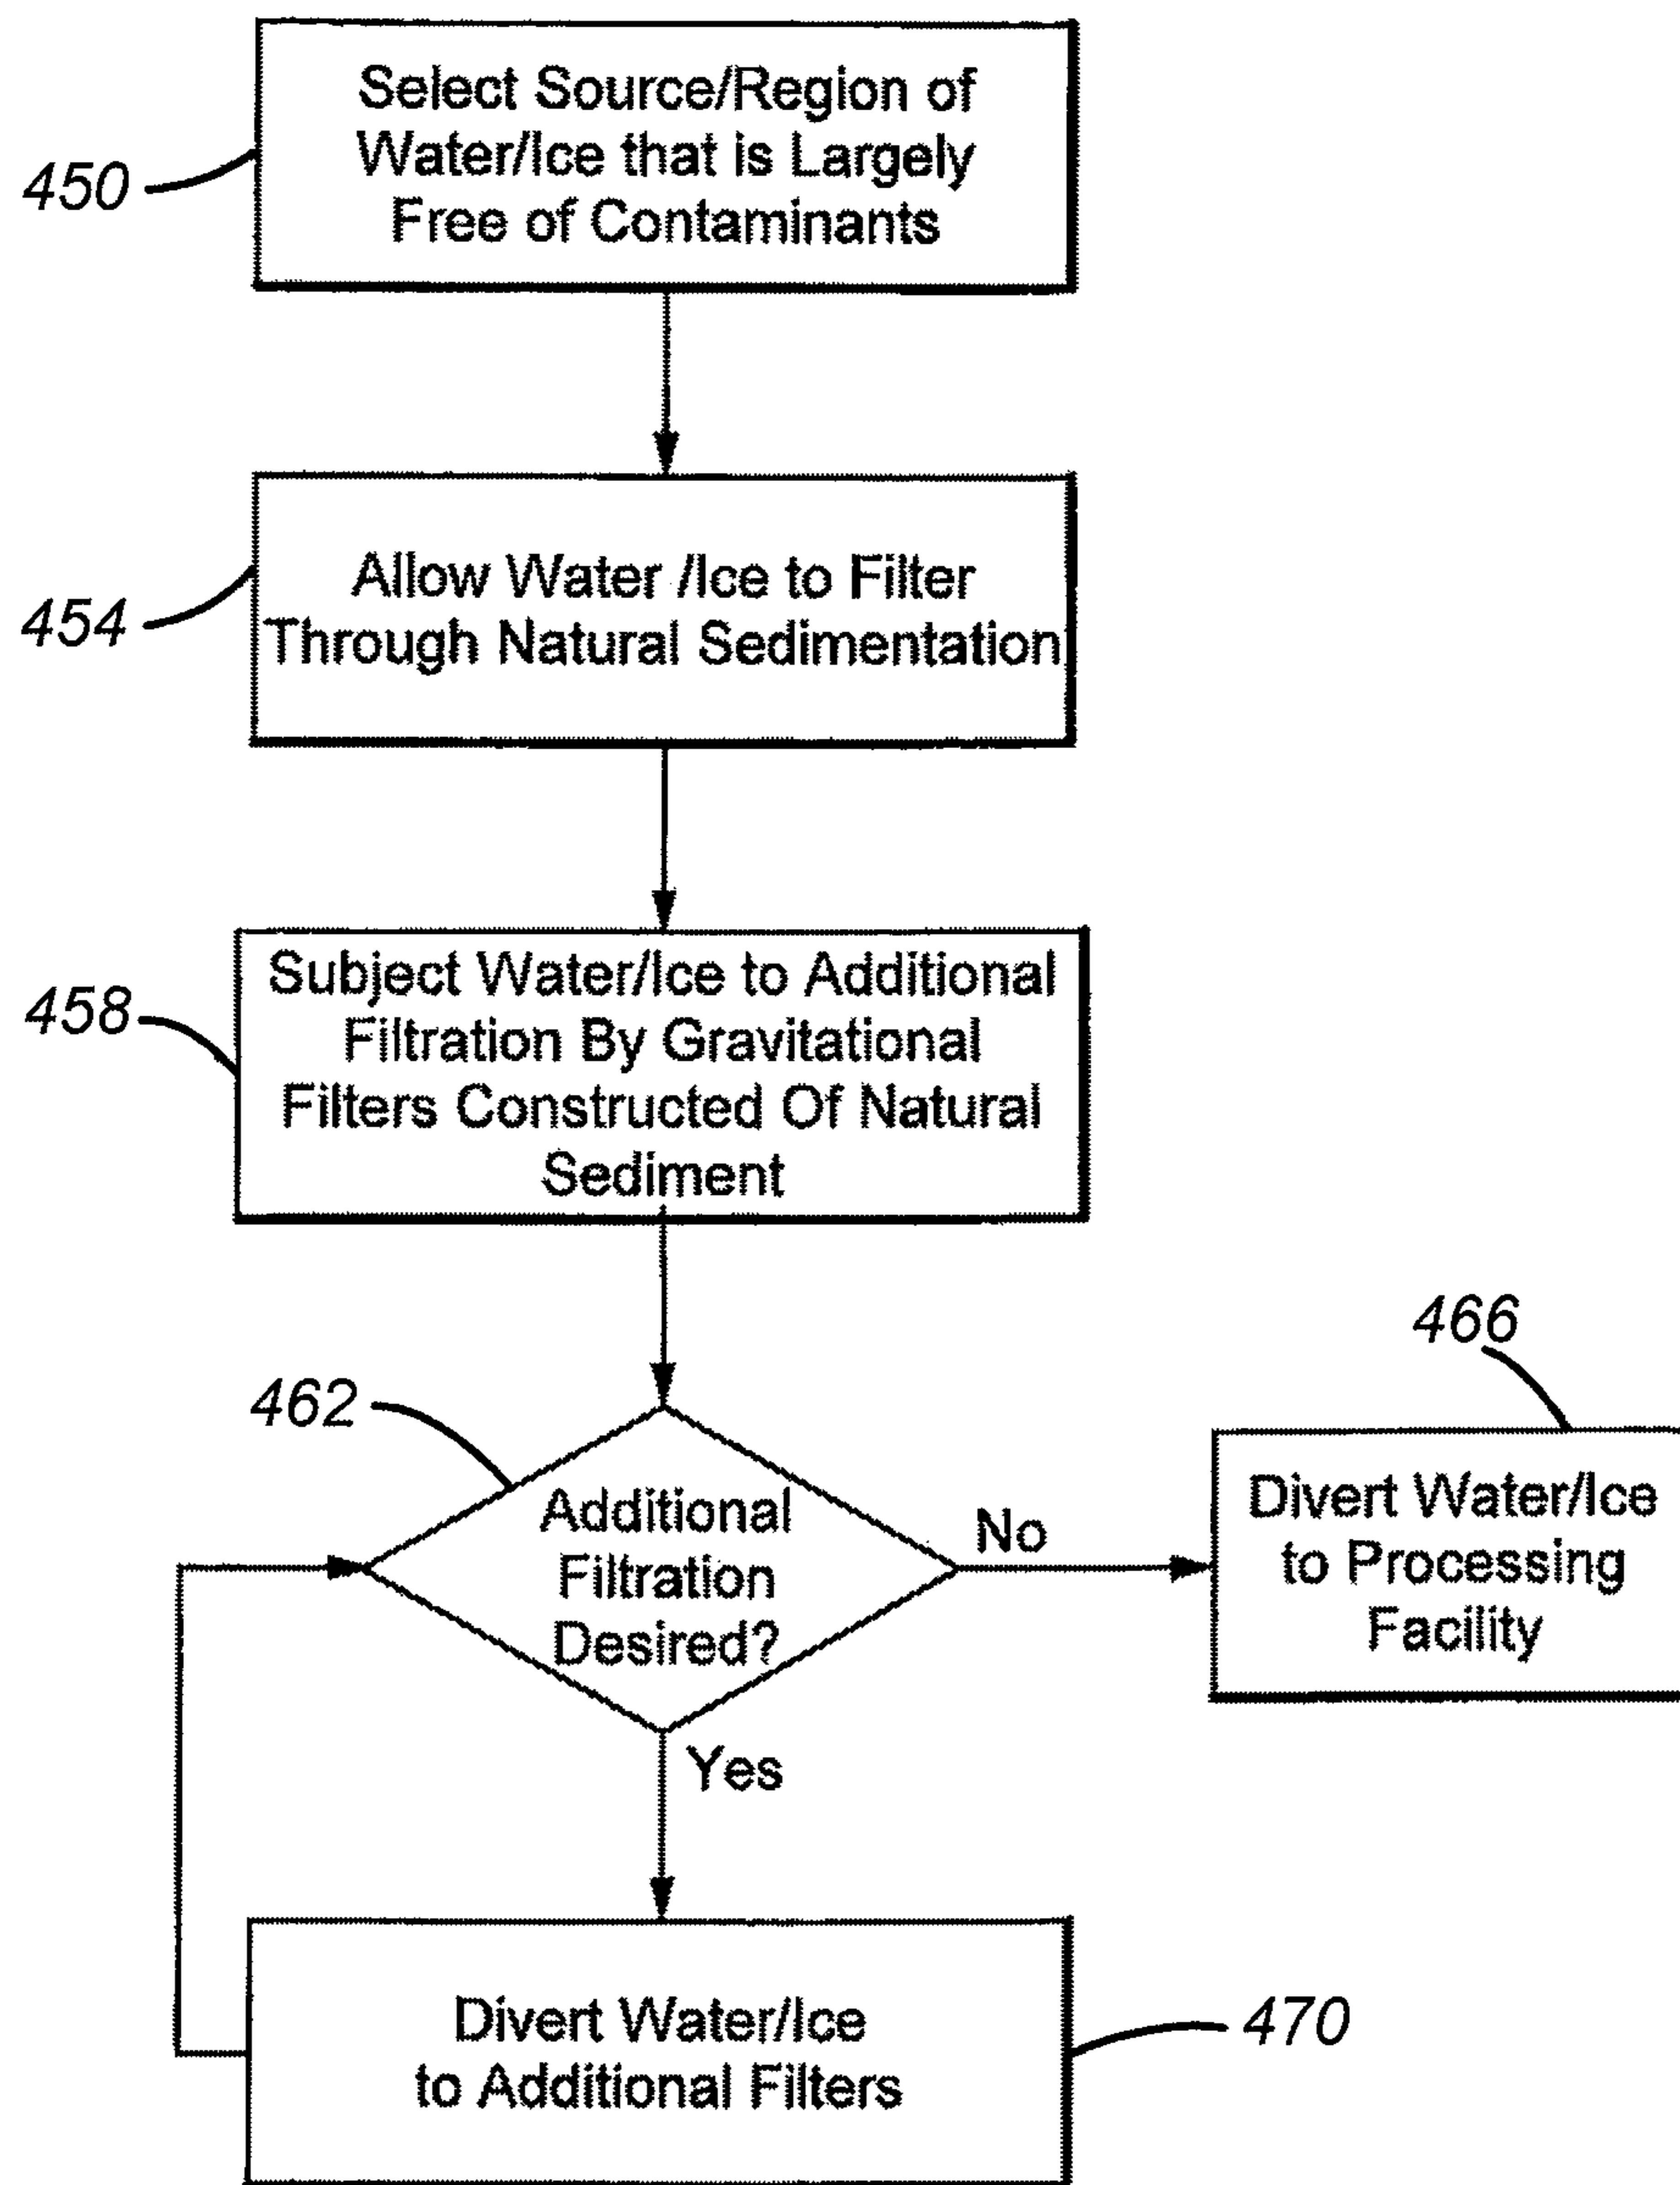 Select Source/Region of
Water/Ice that is Largely
Free of Contaminants
450
Allow Water /Ice to Filter
Through Natural Sedimentation
454
Subject Water/Ice to Additional
Filtration By Gravitational
Filters Constructed Of Natural
Sediment
458
462
Additional
Filtration
Desired?
No
466
Divert Water/Ice
to Processing
Facility
Yes
Divert Water/Ice
to Additional Filters
470